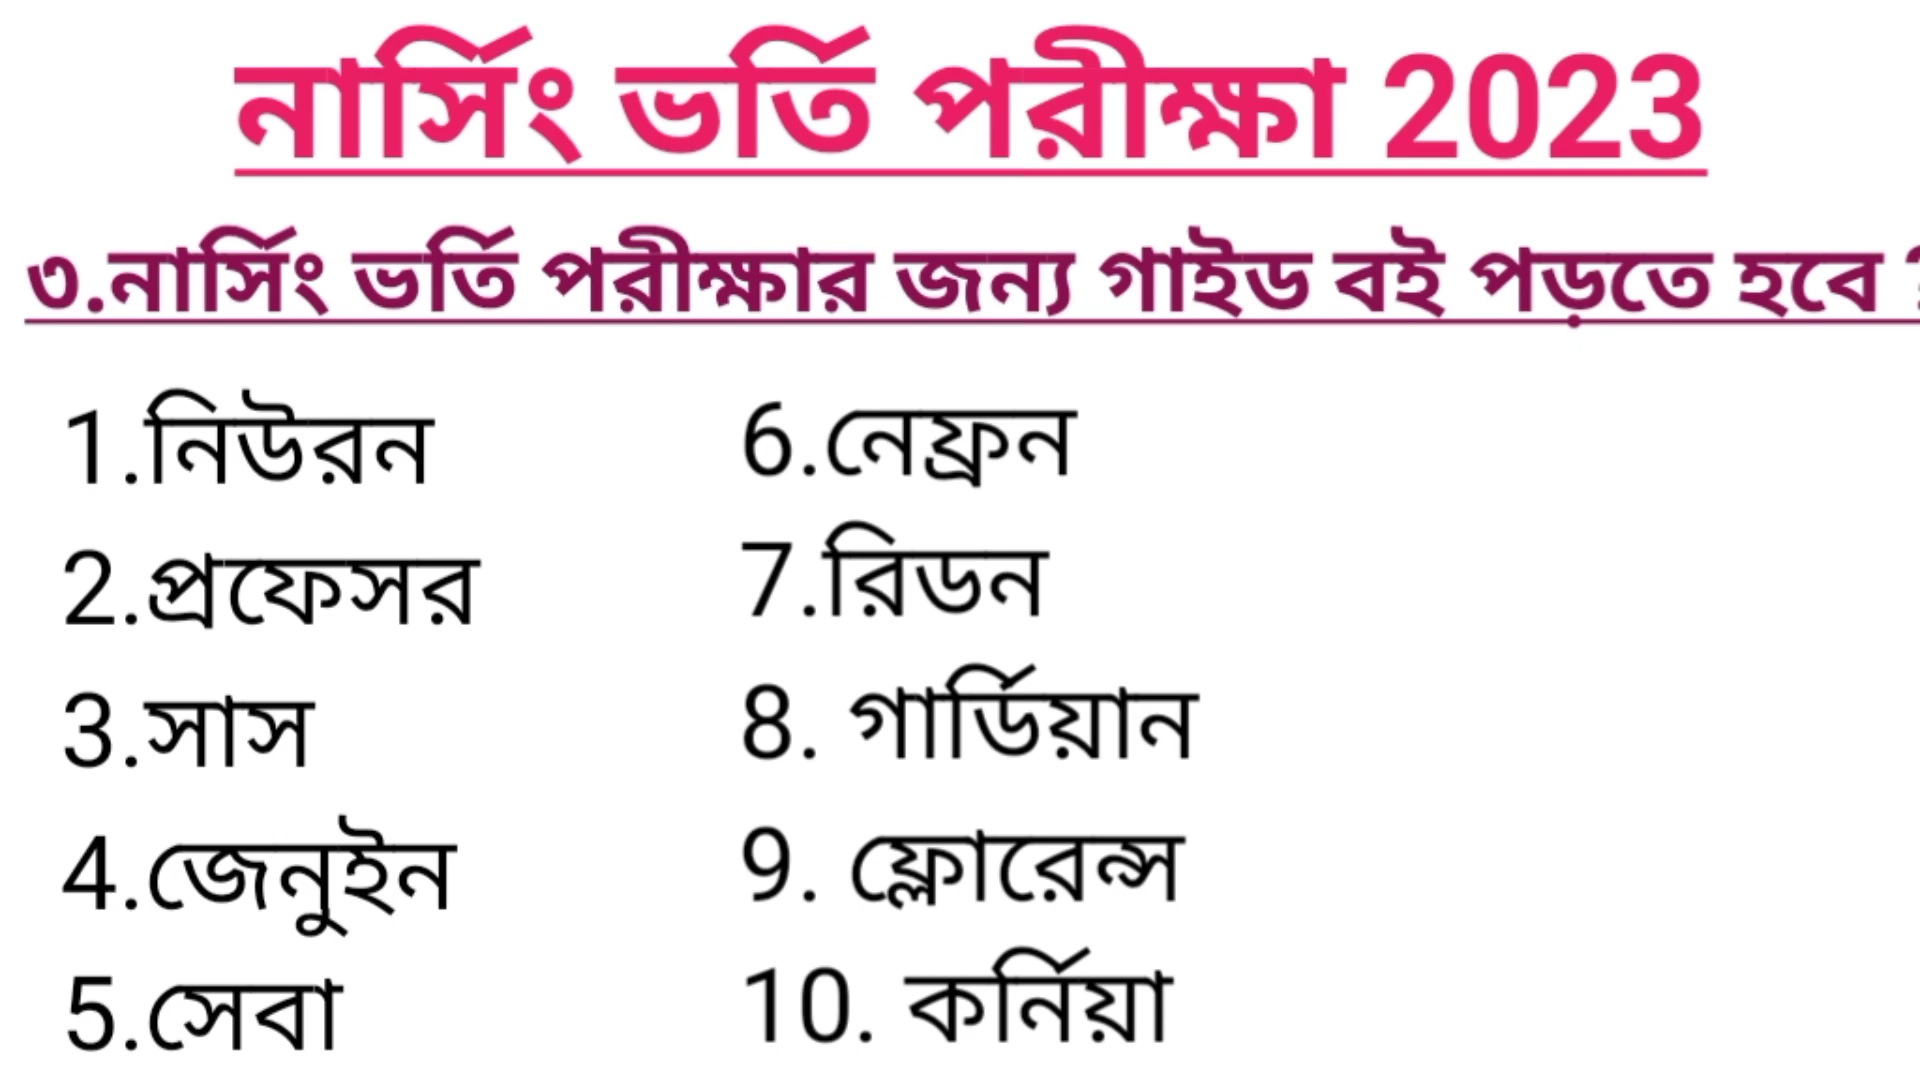 নার্সিং ভর্তি পরীক্ষা 2023
৩.নার্সিং ভর্তি পরীক্ষার জন্য গাইড বই পড়তে হবে ?
1.নিউরন
2.প্রফেসর
3.সাস
4.জেনুইন
5.সেবা
6.নেফ্রন
7.রিডন
8. গার্ডিয়ান
9. ফ্লোরেন্স
10. কর্নিয়া